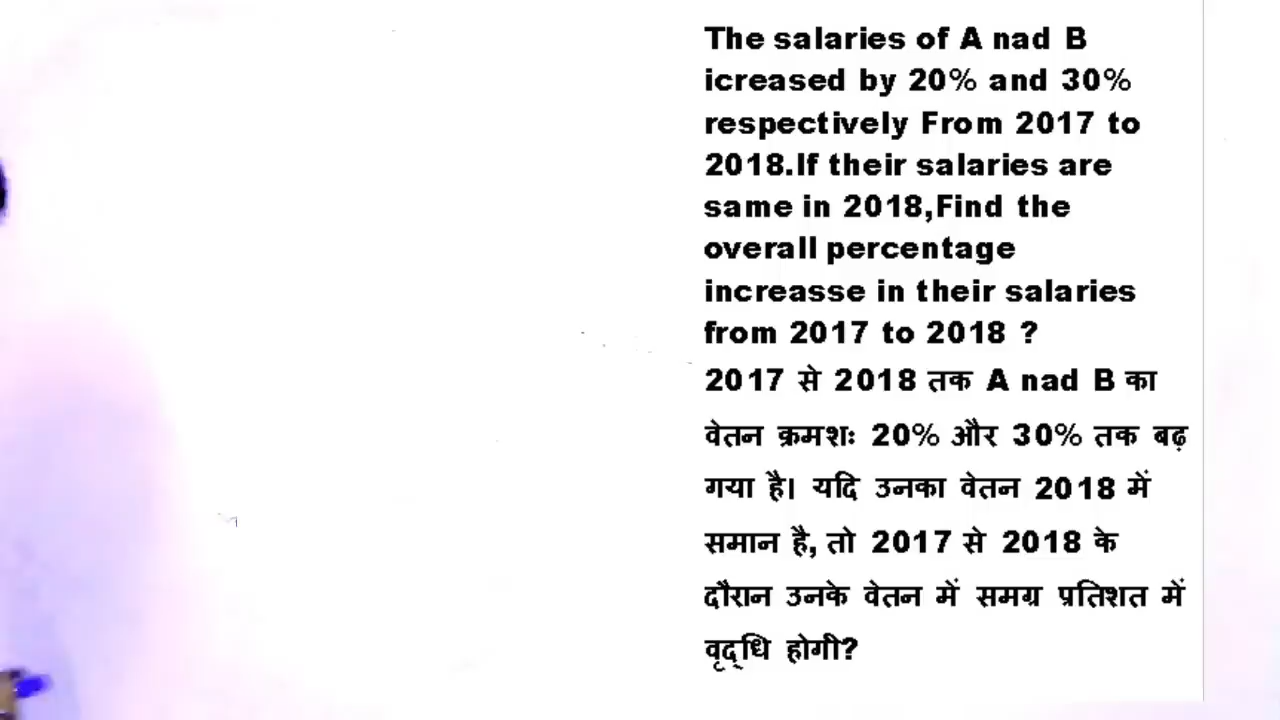 The salaries of A nad B
icreased by 20% and 30%
respectively From 2017 to
2018.If their salaries are
same in 2018,Find the
overall percentage
increasse in their salaries
from 2017 to 2018 ?
2017 से 2018 तक A nad B का
वेतन क्रमशः 20% और 30% तक बढ़
गया है। यदि उनका वेतन 2018 में
समान है, तो 2017 से 2018 के
दौरान उनके वेतन में समग्र प्रतिशत में
वृद्धि होगी?